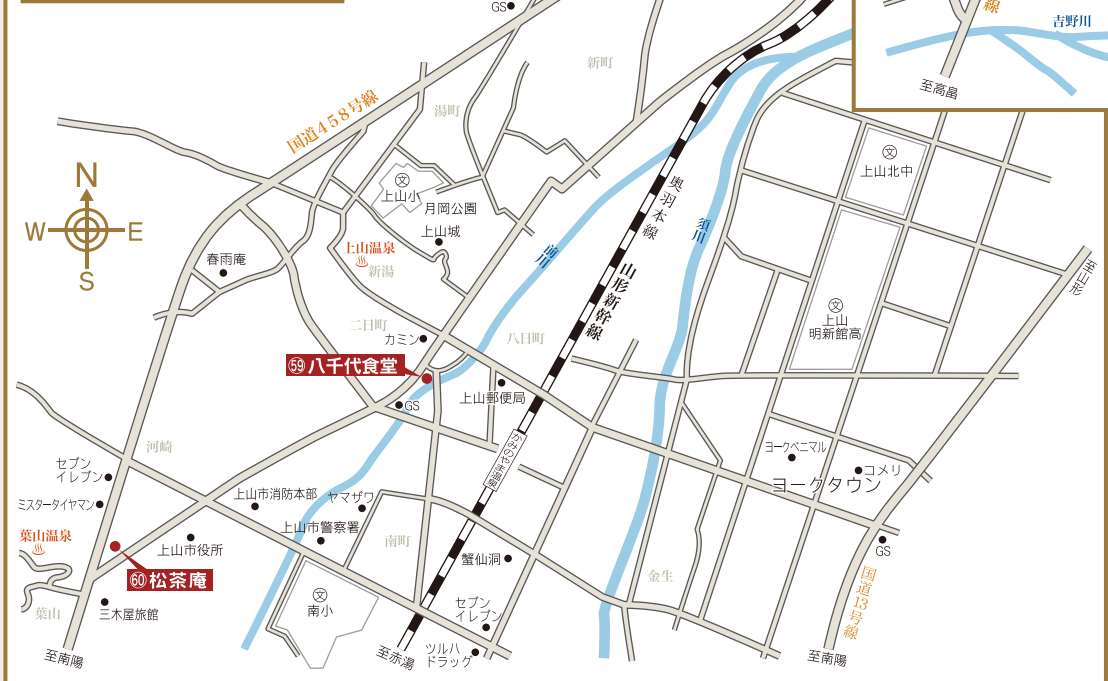 GS
線
吉野川
至高畠
新町
国道458号線
湯町
文
上山小
月岡公園
上山城
文
上山北中
N
W
E
S
奥羽本線
須川
前川
上山温泉
新湯
春雨庵
山形新幹線
至山形
文
上山
明新館高
二日町
カミン
八日町
59 八千代食堂
上山郵便局
GS
かみのやま温泉
河崎
セブン
イレブン
ミスタータイヤマン
上山市消防本部
ヤマザワ
ヨークベニマル
コメリ
ヨークタウン
上山市警察署
南町
葉山温泉
上山市役所
GS
蟹仙洞
60 松茶庵
金生
国道13号線
文
南小
セブン
イレブン
葉山
三木屋旅館
至南陽
至赤湯
ツルハ
ドラッグ
至南陽